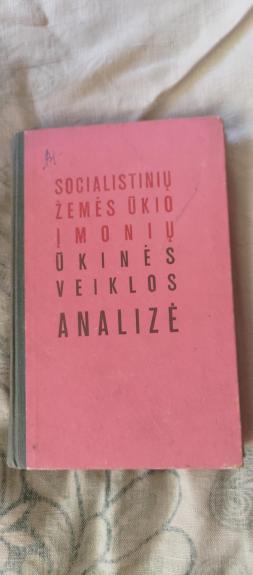 SOCIALISTINIŲ
ŽEMĖS ŪKIO
ĮMONIŲ
ŪKINĖS
VEIKLOS
ANALIZĖ